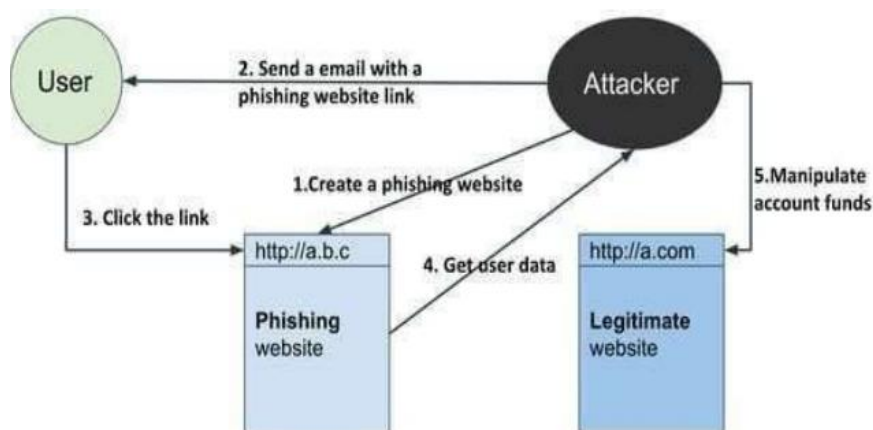 User
2. Send a email with a
phishing website link
Attacker
1.Create a phishing website
5.Manipulate
account funds
3. Click the link
http://a.b.c
4. Get user data
http://a.com
Phishing
website
Legitimate
website